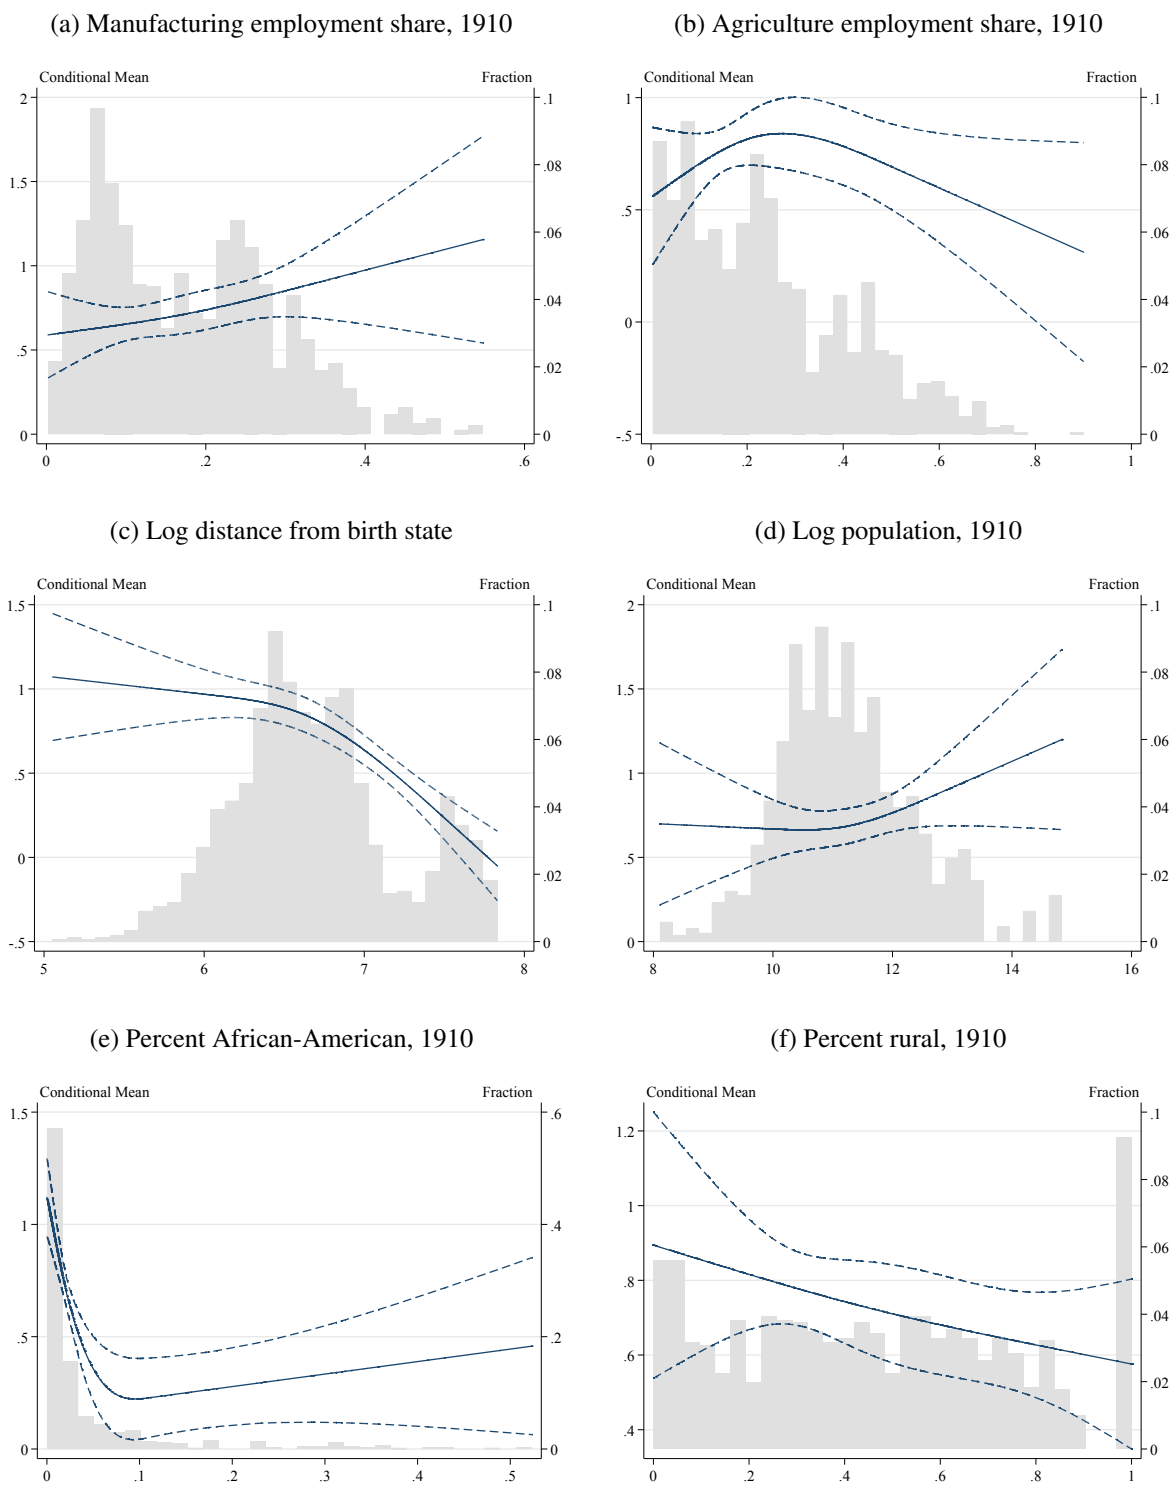 (a) Manufacturing employment share, 1910
Conditional Mean
Fraction
2
1.5
1
.5
0
.1
.08
.06
.04
.02
0
0 .2 .4 .6
(b) Agriculture employment share, 1910
Conditional Mean
Fraction
1
.5
0
-.5
.1
.08
.06
.04
.02
0
0 .2 .4 .6 .8 1
(c) Log distance from birth state
Conditional Mean
Fraction
1.5
1
.5
0
-.5
.1
.08
.06
.04
.02
0
5 6 7 8
(d) Log population, 1910
Conditional Mean
Fraction
2
1.5
1
.5
0
.1
.08
.06
.04
.02
0
8 10 12 14 16
(e) Percent African-American, 1910
Conditional Mean
Fraction
1.5
1
.5
0
.6
.4
.2
0
0 .1 .2 .3 .4 .5
(f) Percent rural, 1910
Conditional Mean
Fraction
1.2
1
.8
.6
.4
.1
.08
.06
.04
.02
0
0 .2 .4 .6 .8 1